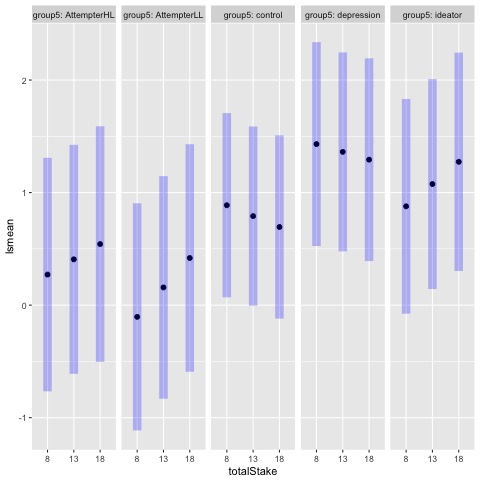 group5: AttempterHL group5: AttempterLL group5: control group5: depression group5: ideator
2
1
0
-1
lsmean
8 13 18 8 13 18 8 13 18 8 13 18 8 13 18
totalStake